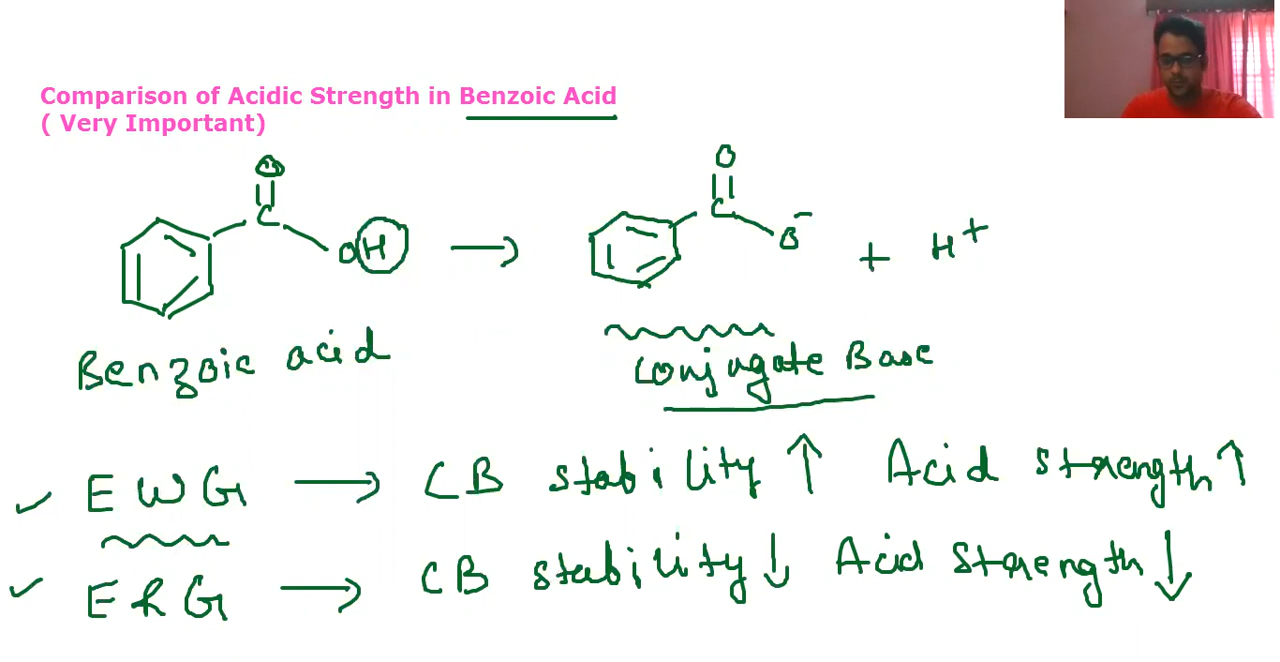 Comparison of Acidic Strength in Benzoic Acid
( Very Important)
O O
C C
OH → O⁻ + H⁺
Benzoic acid
Conjugate Base
✓ EWG → CB stability ↑ Acid strength ↑
✓ ERG → CB stability ↓ Acid strength ↓